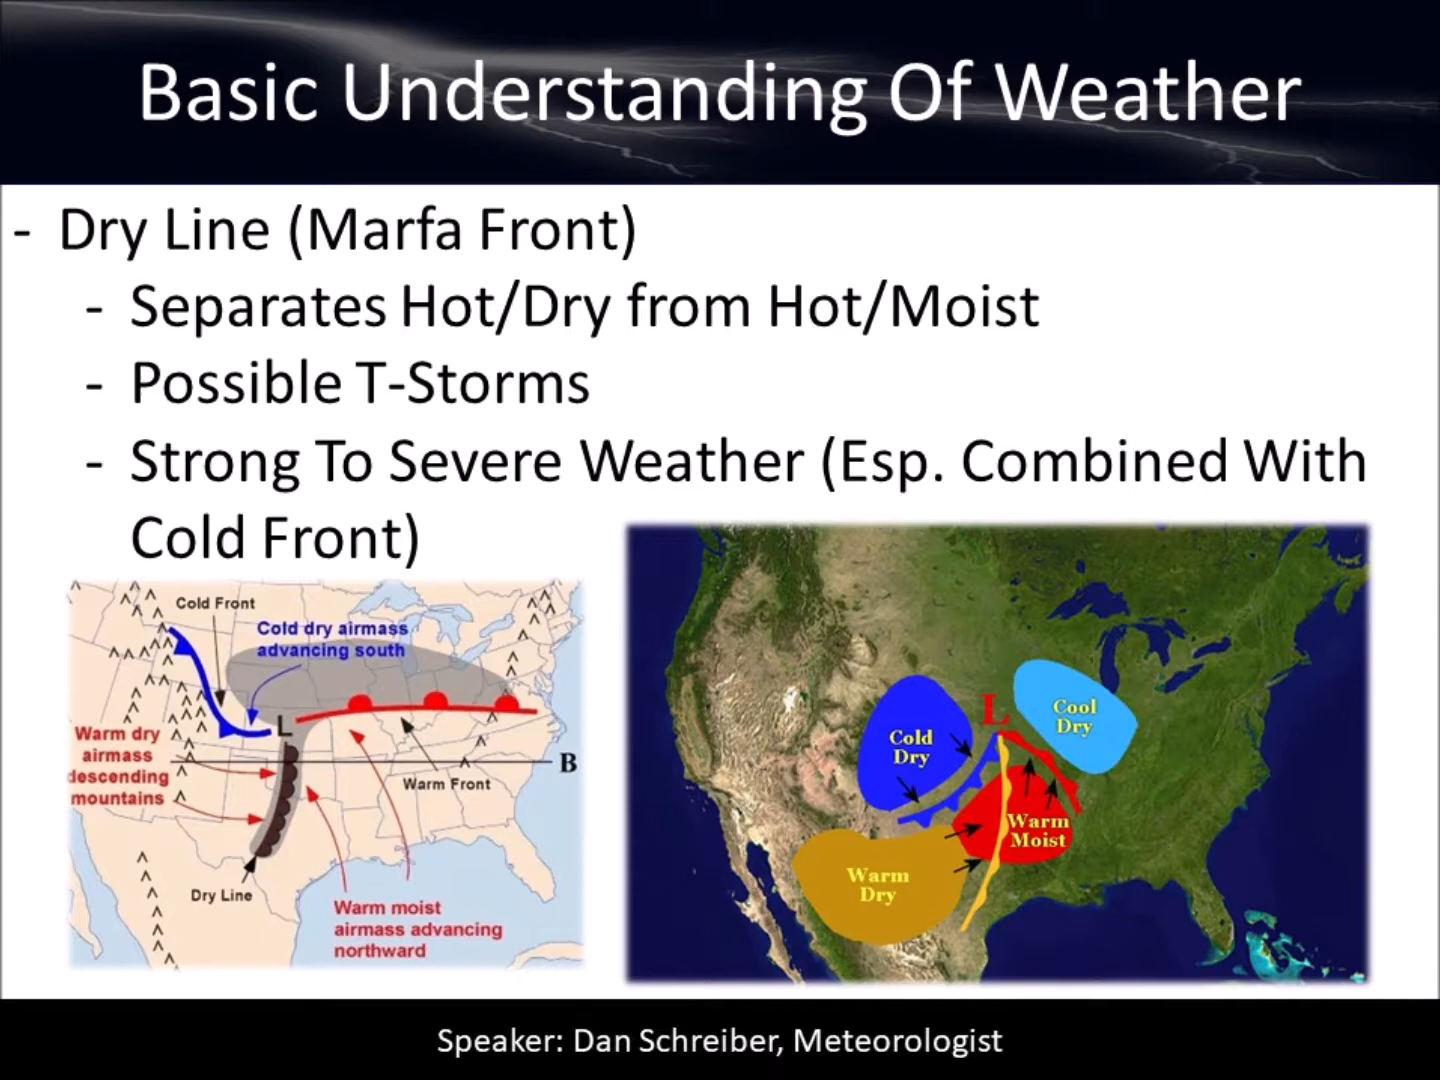 Basic Understanding Of Weather
- Dry Line (Marfa Front)
- Separates Hot/Dry from Hot/Moist
- Possible T-Storms
- Strong To Severe Weather (Esp. Combined With
Cold Front)
Cold Front
Cold dry airmass
advancing south
L
Warm dry
airmass
descending
mountains
B
Warm Front
Dry Line
Warm moist
airmass advancing
northward
L
Cool
Dry
Cold
Dry
Warm
Moist
Warm
Dry
Speaker: Dan Schreiber, Meteorologist